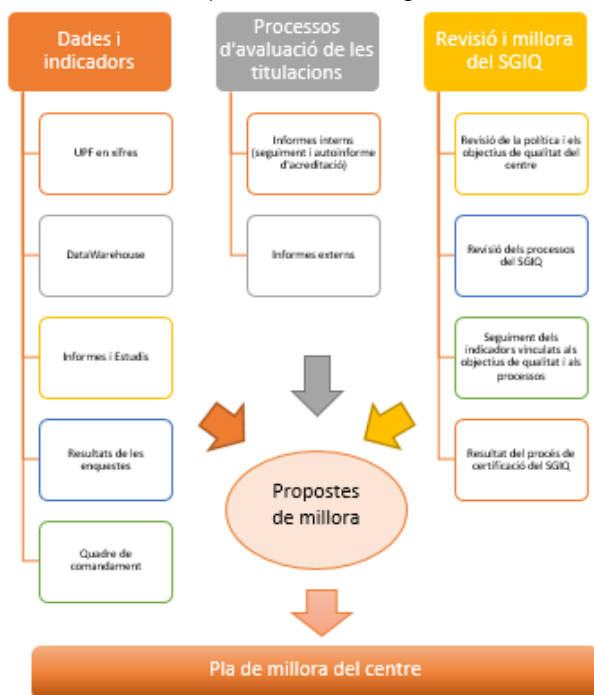 Dades i
indicadors
UPF en xifres
DataWarehouse
Informes i Estudis
Resultats de les
enquestes
Quadre de
comandament
Processos
d'avaluació de les
titulacions
Informes interns
(seguiment i autoinforme
d'acreditació)
Informes externs
Revisió i millora
del SGIQ
Revisió de la política i els
objectius de qualitat del
centre
Revisió dels processos
del SGIQ
Seguiment dels
indicadors vinculats als
objectius de qualitat i als
processos
Resultat del procés de
certificació del SGIQ
Propostes
de millora
Pla de millora del centre